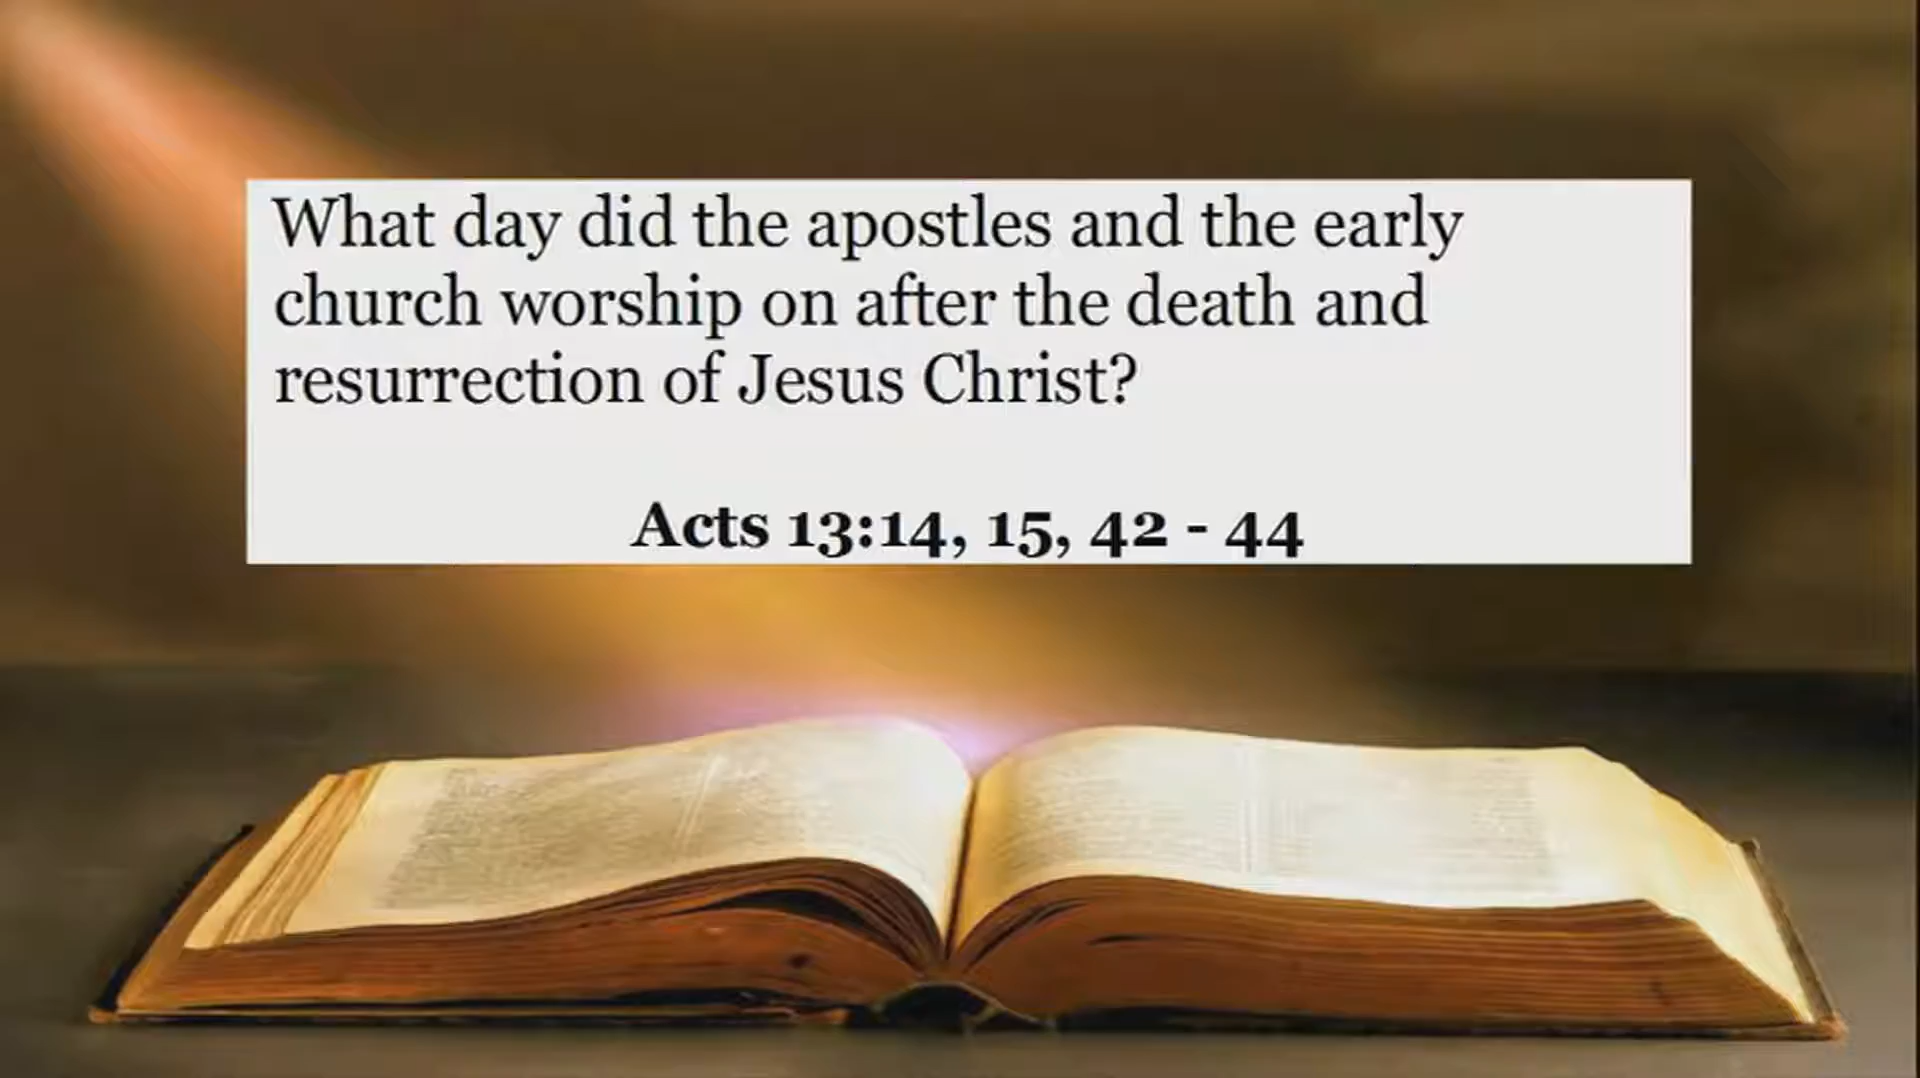 What day did the apostles and the early
church worship on after the death and
resurrection of Jesus Christ?
Acts 13:14, 15, 42 - 44